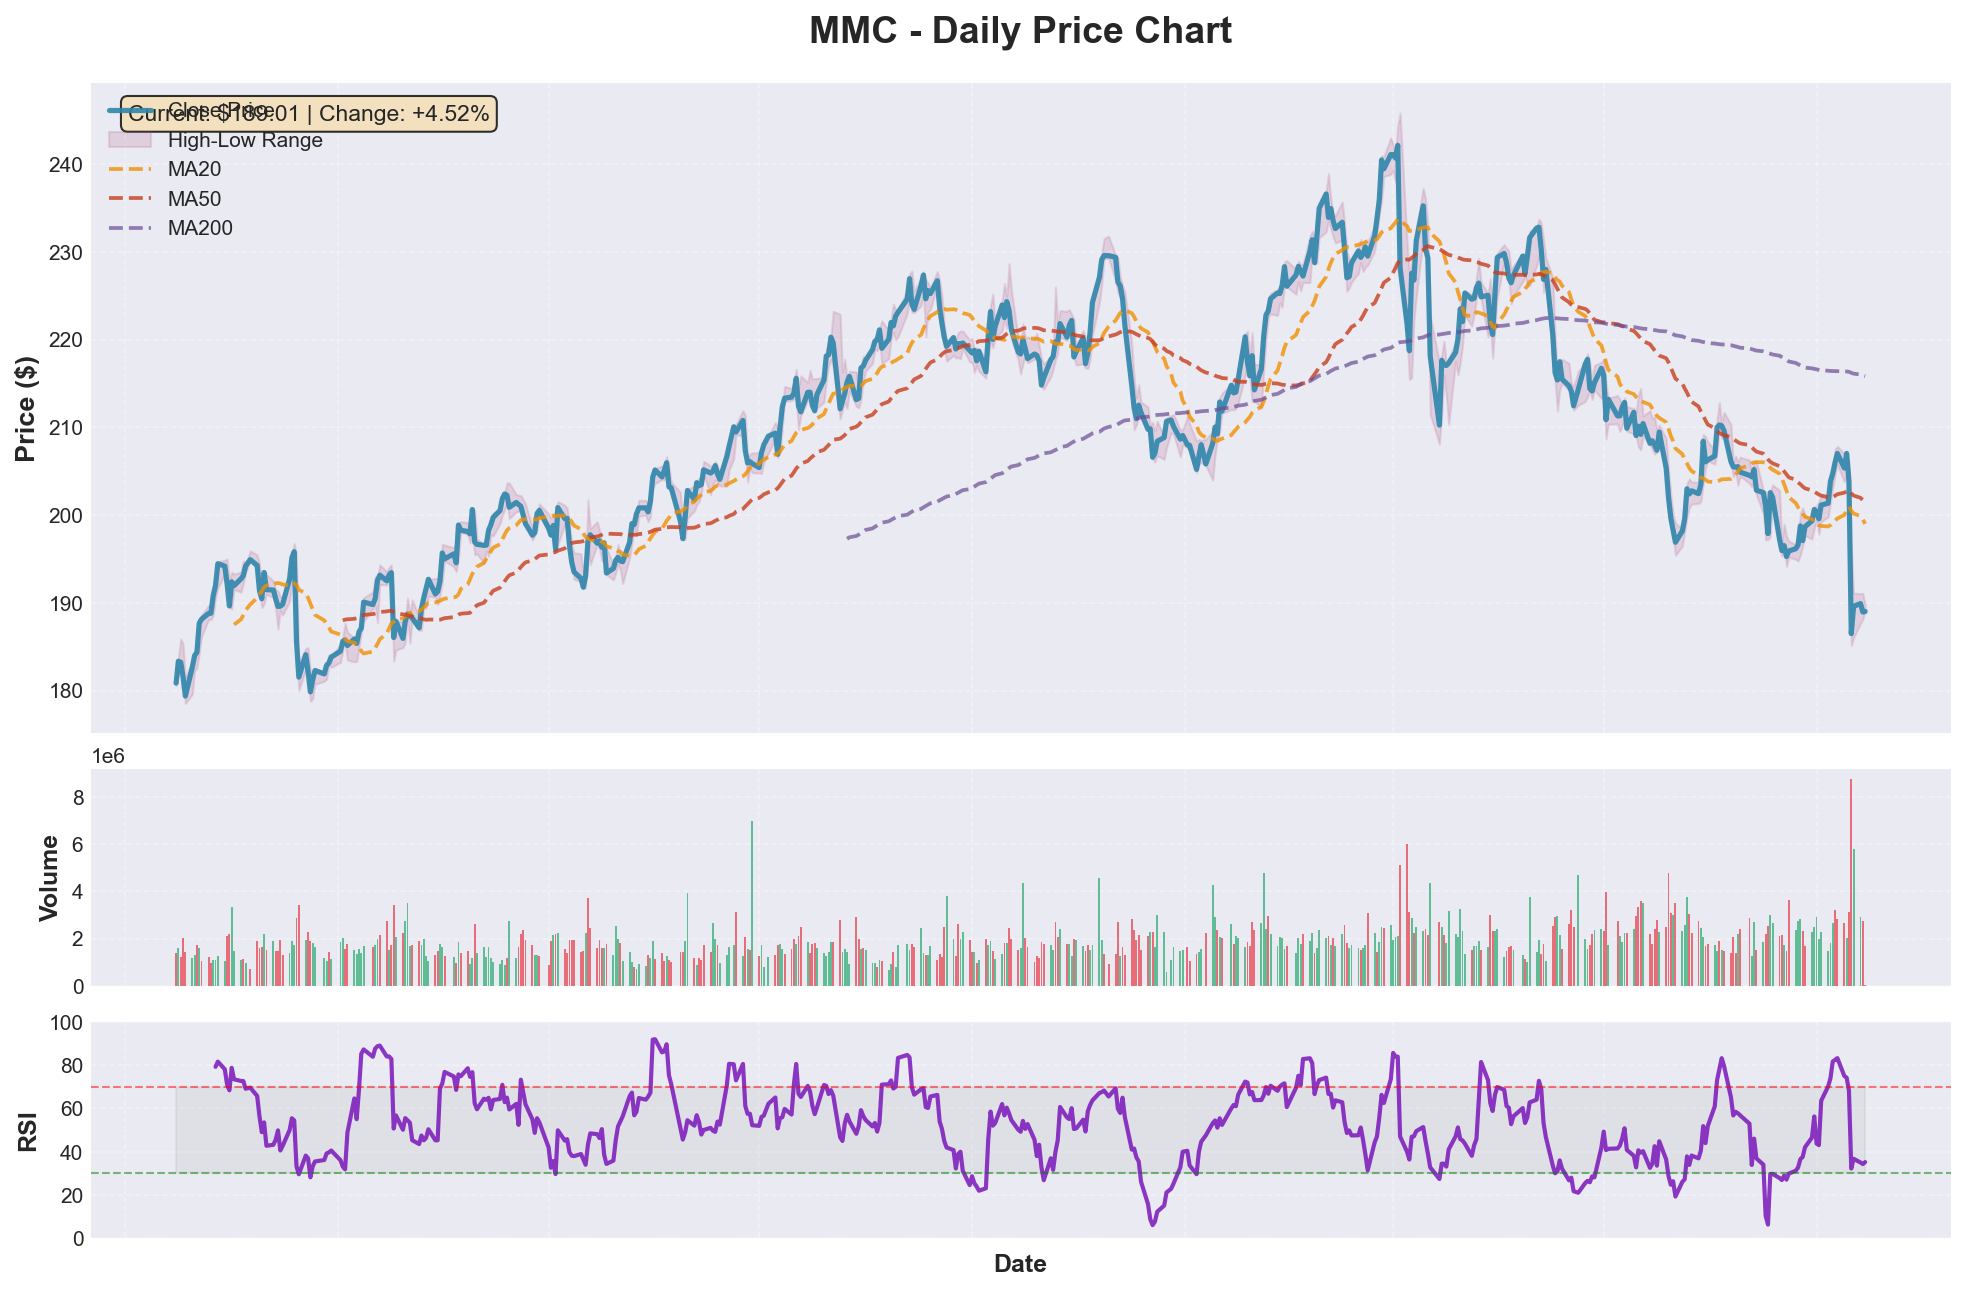 MMC - Daily Price Chart
Current: $189.01 | Change: +4.52%
Close Price
High-Low Range
MA20
MA50
MA200
Price ($)
240
230
220
210
200
190
180
1e6
Volume
8
6
4
2
0
RSI
100
80
60
40
20
0
Date